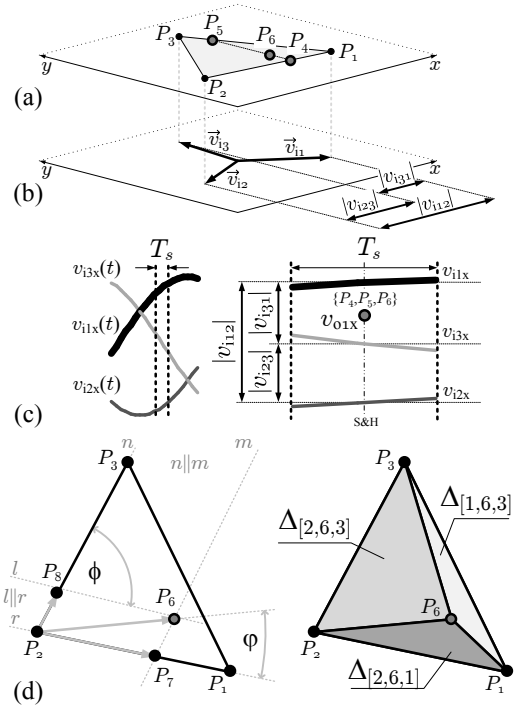 P₅
P₃ P₆ P₄ P₁
y x
P₂
(a)
v⃗ᵢ₃ v⃗ᵢ₁
y x
v⃗ᵢ₂
|vᵢ₃₁|
|vᵢ₂₃| |vᵢ₁₂|
(b)
Tₛ Tₛ
vᵢ₃ₓ(t) vᵢ₁ₓ
{P₄,P₅,P₆}
vᵢ₁ₓ(t) |vᵢ₁₂| |vᵢ₃₁| vₒ₁ₓ
vᵢ₃ₓ
|vᵢ₂₃|
vᵢ₂ₓ(t) vᵢ₂ₓ
(c) S&H
n m
P₃ n||m P₃
Δ[1,6,3]
Δ[2,6,3]
l P₈ ϕ
l||r P₆ P₆
r φ
P₂ P₂
P₇ P₁ P₁
Δ[2,6,1]
(d)